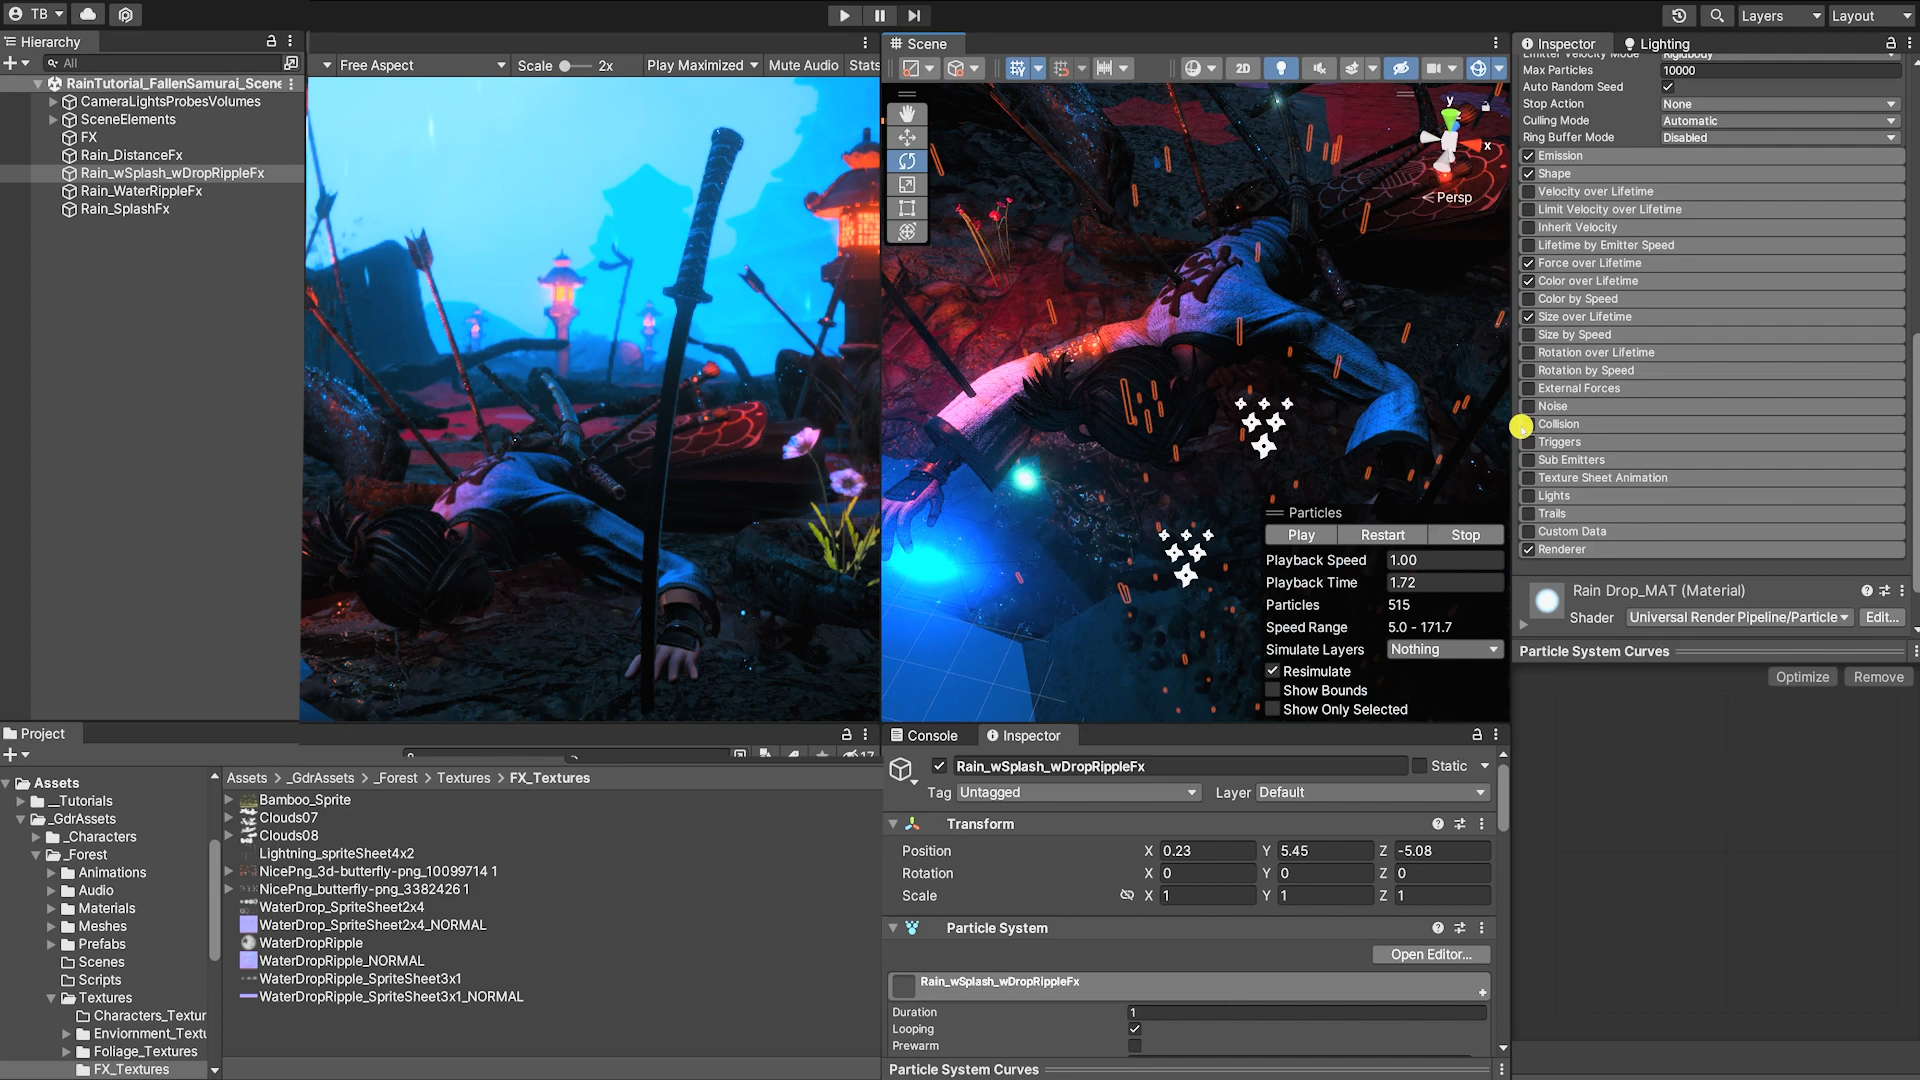 TB
Layers
Layout
Hierarchy
All
RainTutorial_FallenSamurai_Scene
CameraLightsProbesVolumes
SceneElements
FX
Rain_DistanceFx
Rain_wSplash_wDropRippleFx
Rain_WaterRippleFx
Rain_SplashFx
Free Aspect
Scale
2x
Play Maximized
Mute Audio
Stats
Scene
2D
y
x
Persp
Particles
Play
Restart
Stop
Playback Speed
1.00
Playback Time
1.72
Particles
515
Speed Range
5.0 - 171.7
Simulate Layers
Nothing
Resimulate
Show Bounds
Show Only Selected
Inspector
Lighting
Emitter Velocity Mode
Rigidbody
Max Particles
10000
Auto Random Seed
Stop Action
None
Culling Mode
Automatic
Ring Buffer Mode
Disabled
Emission
Shape
Velocity over Lifetime
Limit Velocity over Lifetime
Inherit Velocity
Lifetime by Emitter Speed
Force over Lifetime
Color over Lifetime
Color by Speed
Size over Lifetime
Size by Speed
Rotation over Lifetime
Rotation by Speed
External Forces
Noise
Collision
Triggers
Sub Emitters
Texture Sheet Animation
Lights
Trails
Custom Data
Renderer
Rain Drop_MAT (Material)
Shader
Universal Render Pipeline/Particle
Edit...
Particle System Curves
Optimize
Remove
Project
17
Assets
__Tutorials
_GdrAssets
_Characters
_Forest
Animations
Audio
Materials
Meshes
Prefabs
Scenes
Scripts
Textures
Characters_Textur
Enviornment_Textu
Foliage_Textures
FX_Textures
Assets > _GdrAssets > _Forest > Textures > FX_Textures
Bamboo_Sprite
Clouds07
Clouds08
Lightning_spriteSheet4x2
NicePng_3d-butterfly-png_10099714 1
NicePng_butterfly-png_3382426 1
WaterDrop_SpriteSheet2x4
WaterDrop_SpriteSheet2x4_NORMAL
WaterDropRipple
WaterDropRipple_NORMAL
WaterDropRipple_SpriteSheet3x1
WaterDropRipple_SpriteSheet3x1_NORMAL
Console
Inspector
Rain_wSplash_wDropRippleFx
Static
Tag
Untagged
Layer
Default
Transform
Position
X 0.23
Y 5.45
Z -5.08
Rotation
X 0
Y 0
Z 0
Scale
X 1
Y 1
Z 1
Particle System
Open Editor...
Rain_wSplash_wDropRippleFx
Duration
1
Looping
Prewarm
Particle System Curves